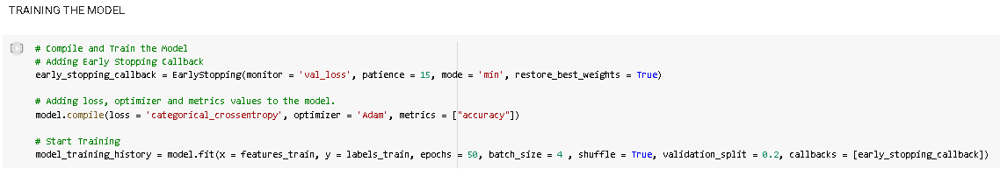 TRAINING THE MODEL
# Compile and Train the Model
# Adding Early Stopping Callback
early_stopping_callback = EarlyStopping(monitor = 'val_loss', patience = 15, mode = 'min', restore_best_weights = True)
# Adding loss, optimizer and metrics values to the model.
model.compile(loss = 'categorical_crossentropy', optimizer = 'Adam', metrics = ["accuracy"])
# Start Training
model_training_history = model.fit(x = features_train, y = labels_train, epochs = 50, batch_size = 4 , shuffle = True, validation_split = 0.2, callbacks = [early_stopping_callback])